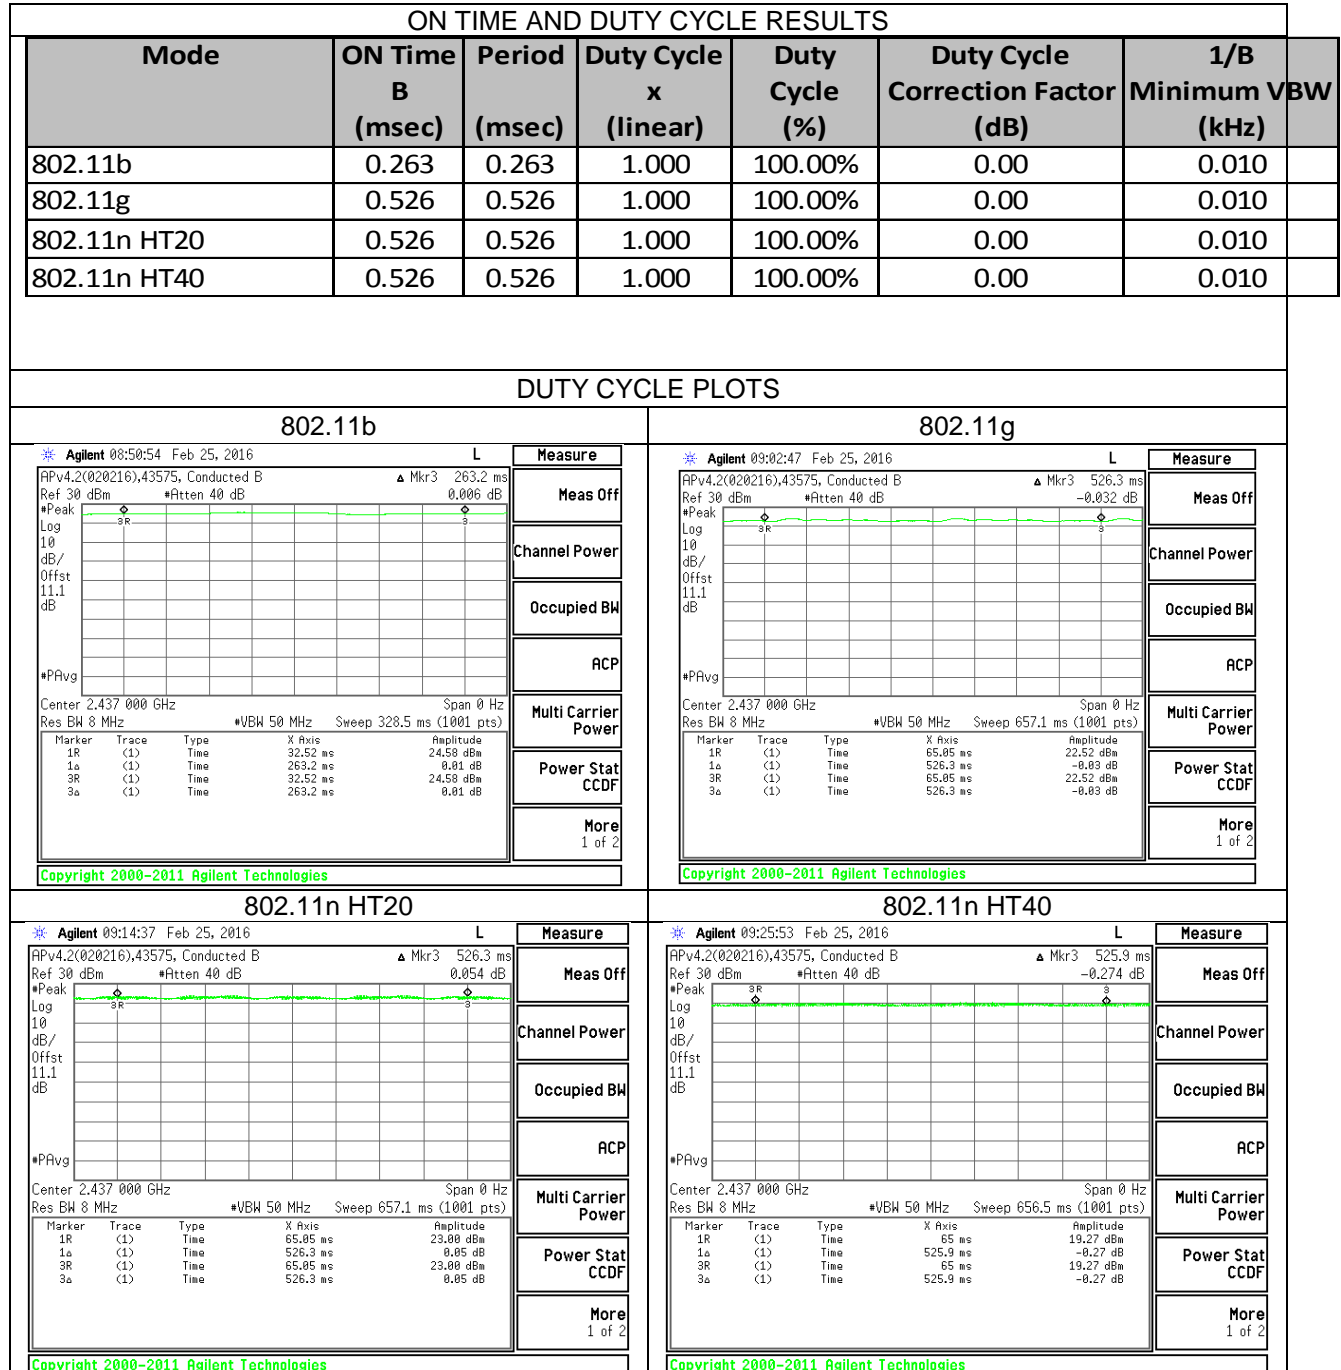 ON TIME AND DUTY CYCLE RESULTS
Mode ON Time Period Duty Cycle Duty Duty Cycle 1/B
B x Cycle Correction Factor Minimum VBW
(msec) (msec) (linear) (%) (dB) (kHz)
802.11b 0.263 0.263 1.000 100.00% 0.00 0.010
802.11g 0.526 0.526 1.000 100.00% 0.00 0.010
802.11n HT20 0.526 0.526 1.000 100.00% 0.00 0.010
802.11n HT40 0.526 0.526 1.000 100.00% 0.00 0.010
DUTY CYCLE PLOTS
802.11b
Agilent 08:50:54 Feb 25, 2016 L Measure
APv4.2(020216),43575, Conducted B Δ Mkr3 263.2 ms
Ref 30 dBm #Atten 40 dB 0.006 dB
Meas Off
#Peak
3R 3
Log
10
dB/
Channel Power
Offst
11.1
dB
Occupied BW
ACP
#PAvg
Center 2.437 000 GHz Span 0 Hz
Res BW 8 MHz #VBW 50 MHz Sweep 328.5 ms (1001 pts)
Multi Carrier
Power
Marker Trace Type X Axis Amplitude
1R (1) Time 32.52 ms 24.58 dBm
1Δ (1) Time 263.2 ms 0.01 dB
3R (1) Time 32.52 ms 24.58 dBm
3Δ (1) Time 263.2 ms 0.01 dB
Power Stat
CCDF
More
1 of 2
Copyright 2000-2011 Agilent Technologies
802.11g
Agilent 09:02:47 Feb 25, 2016 L Measure
APv4.2(020216),43575, Conducted B Δ Mkr3 526.3 ms
Ref 30 dBm #Atten 40 dB -0.032 dB
Meas Off
#Peak
3R 3
Log
10
dB/
Channel Power
Offst
11.1
dB
Occupied BW
ACP
#PAvg
Center 2.437 000 GHz Span 0 Hz
Res BW 8 MHz #VBW 50 MHz Sweep 657.1 ms (1001 pts)
Multi Carrier
Power
Marker Trace Type X Axis Amplitude
1R (1) Time 65.05 ms 22.52 dBm
1Δ (1) Time 526.3 ms -0.03 dB
3R (1) Time 65.05 ms 22.52 dBm
3Δ (1) Time 526.3 ms -0.03 dB
Power Stat
CCDF
More
1 of 2
Copyright 2000-2011 Agilent Technologies
802.11n HT20
Agilent 09:14:37 Feb 25, 2016 L Measure
APv4.2(020216),43575, Conducted B Δ Mkr3 526.3 ms
Ref 30 dBm #Atten 40 dB 0.054 dB
Meas Off
#Peak
3R 3
Log
10
dB/
Channel Power
Offst
11.1
dB
Occupied BW
ACP
#PAvg
Center 2.437 000 GHz Span 0 Hz
Res BW 8 MHz #VBW 50 MHz Sweep 657.1 ms (1001 pts)
Multi Carrier
Power
Marker Trace Type X Axis Amplitude
1R (1) Time 65.05 ms 23.00 dBm
1Δ (1) Time 526.3 ms 0.05 dB
3R (1) Time 65.05 ms 23.00 dBm
3Δ (1) Time 526.3 ms 0.05 dB
Power Stat
CCDF
More
1 of 2
Copyright 2000-2011 Agilent Technologies
802.11n HT40
Agilent 09:25:53 Feb 25, 2016 L Measure
APv4.2(020216),43575, Conducted B Δ Mkr3 525.9 ms
Ref 30 dBm #Atten 40 dB -0.274 dB
Meas Off
#Peak
3R 3
Log
10
dB/
Channel Power
Offst
11.1
dB
Occupied BW
ACP
#PAvg
Center 2.437 000 GHz Span 0 Hz
Res BW 8 MHz #VBW 50 MHz Sweep 656.5 ms (1001 pts)
Multi Carrier
Power
Marker Trace Type X Axis Amplitude
1R (1) Time 65 ms 19.27 dBm
1Δ (1) Time 525.9 ms -0.27 dB
3R (1) Time 65 ms 19.27 dBm
3Δ (1) Time 525.9 ms -0.27 dB
Power Stat
CCDF
More
1 of 2
Copyright 2000-2011 Agilent Technologies